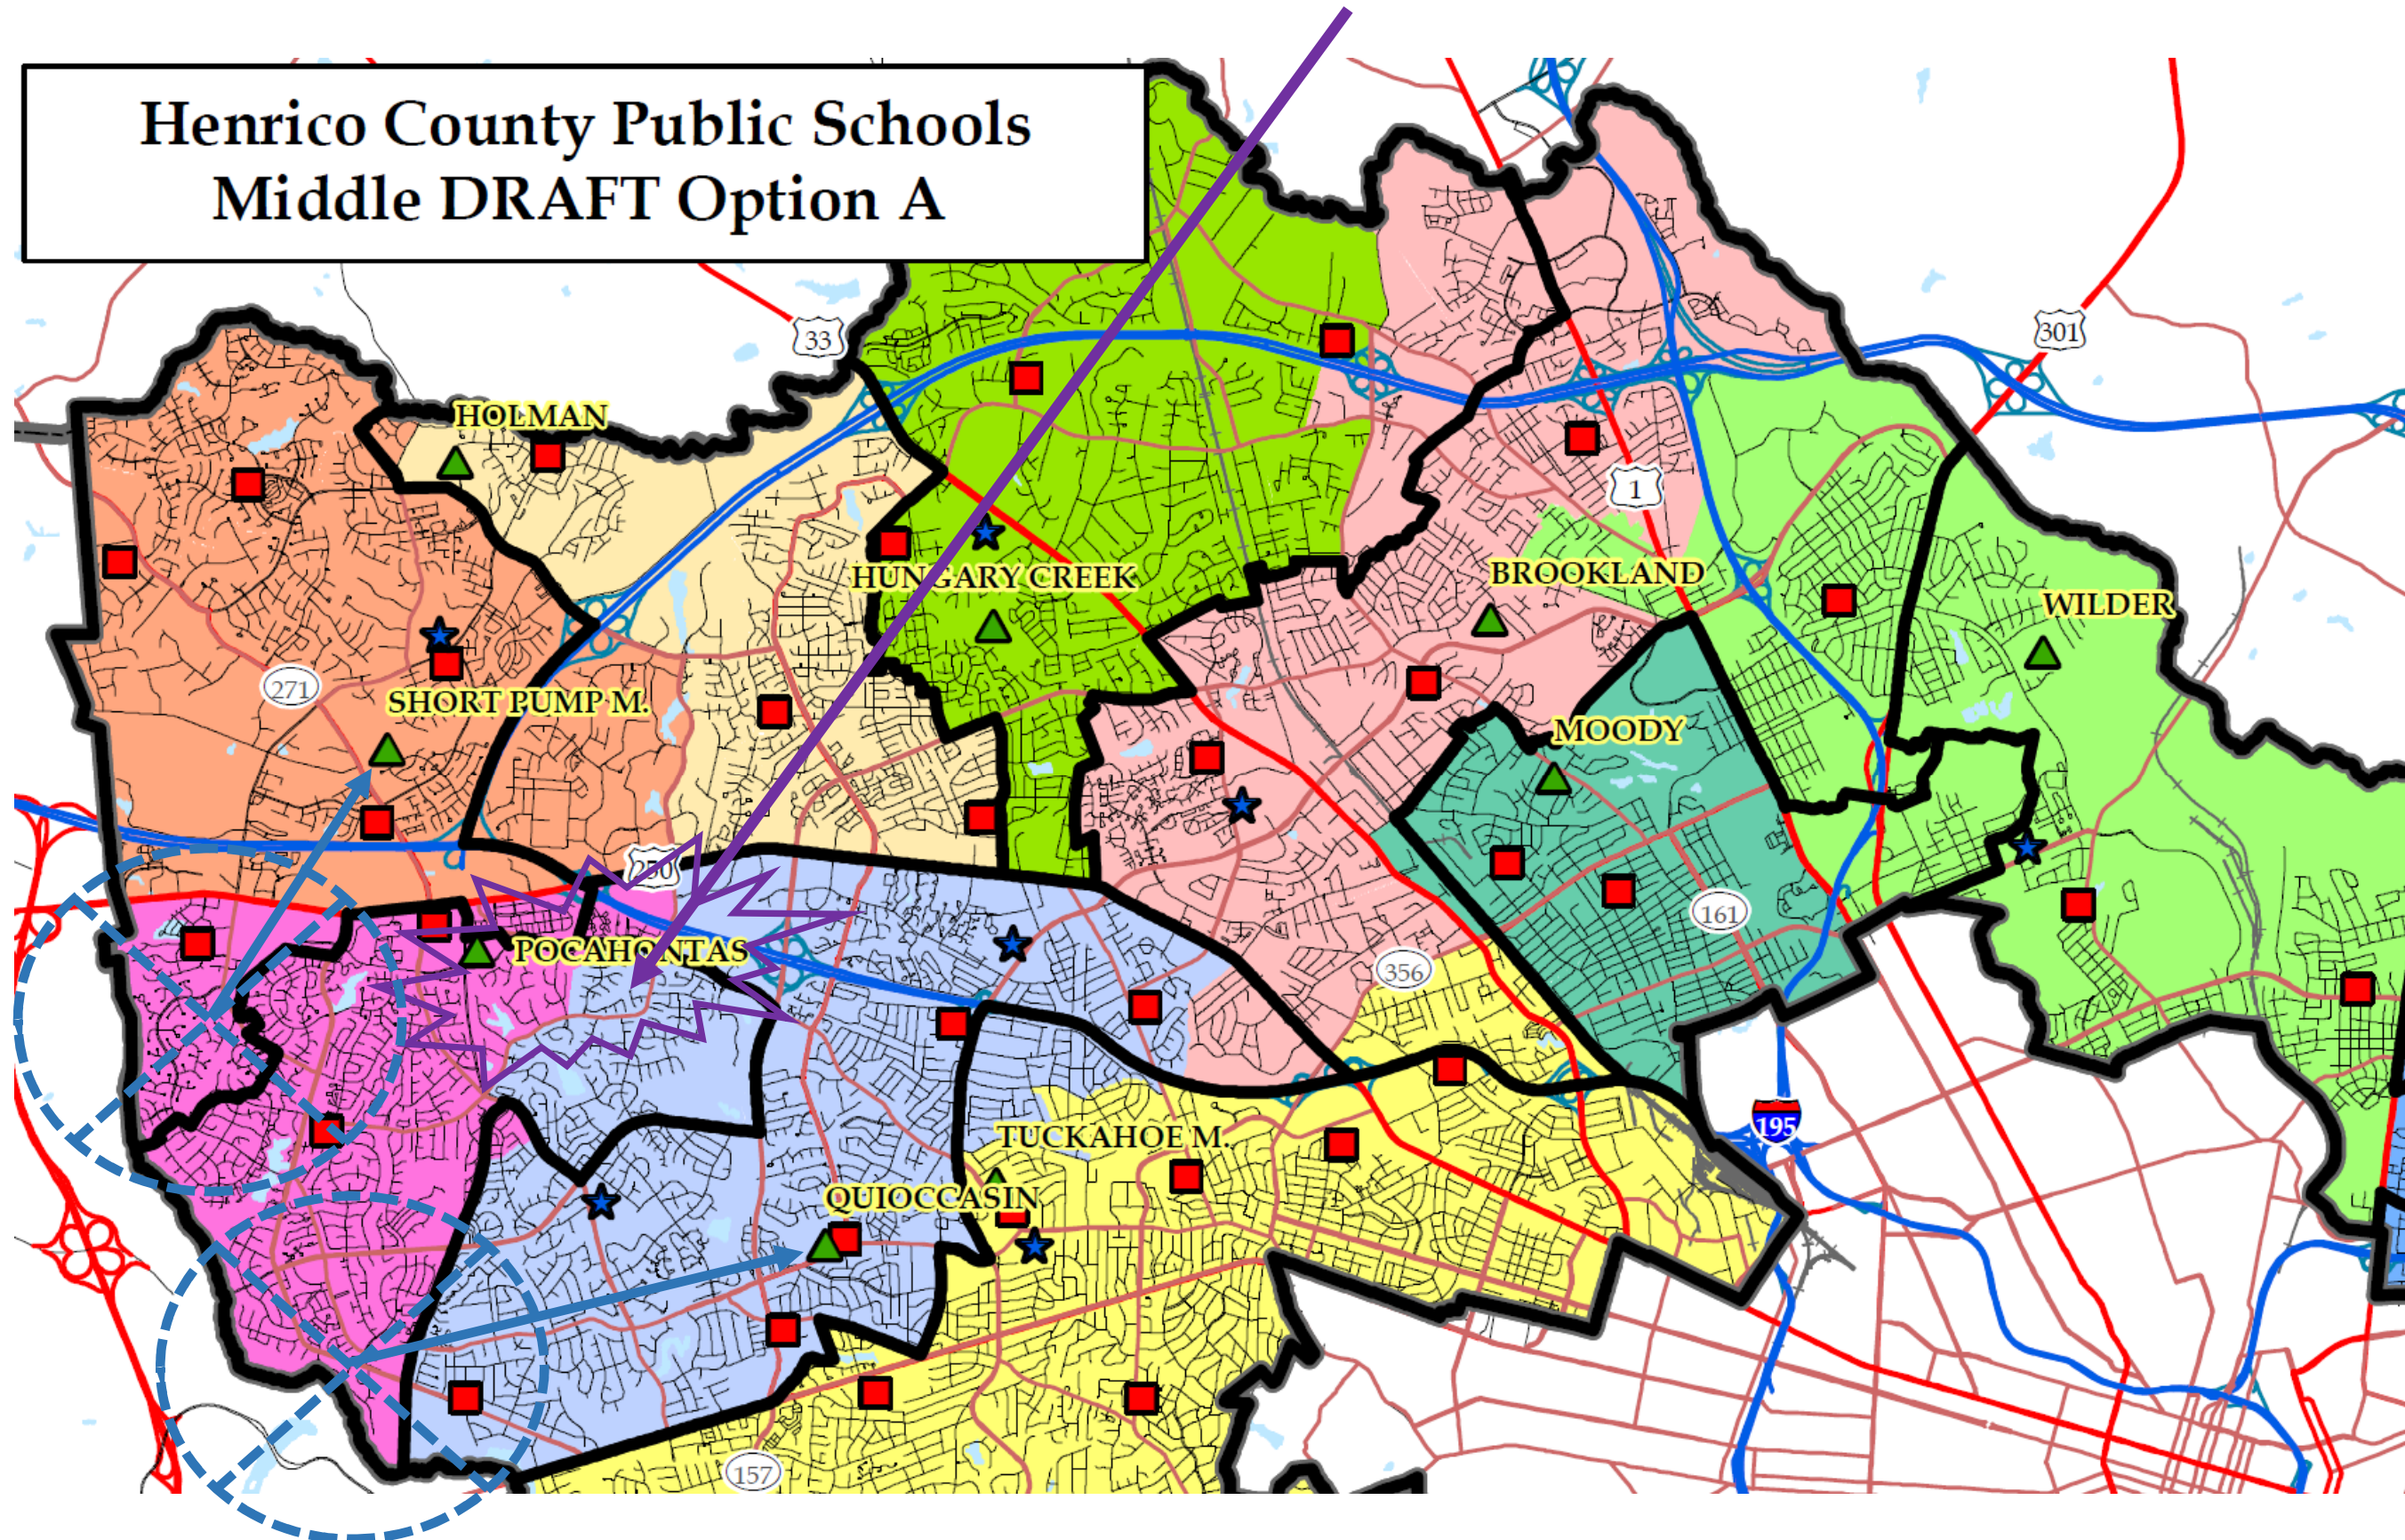 Henrico County Public Schools
Middle DRAFT Option A
33
301
HOLMAN
1
HUNGARY CREEK
BROOKLAND
WILDER
271
SHORT PUMP M.
MOODY
250
161
POCAHONTAS
356
195
TUCKAHOE M.
QUIOCCASIN
157